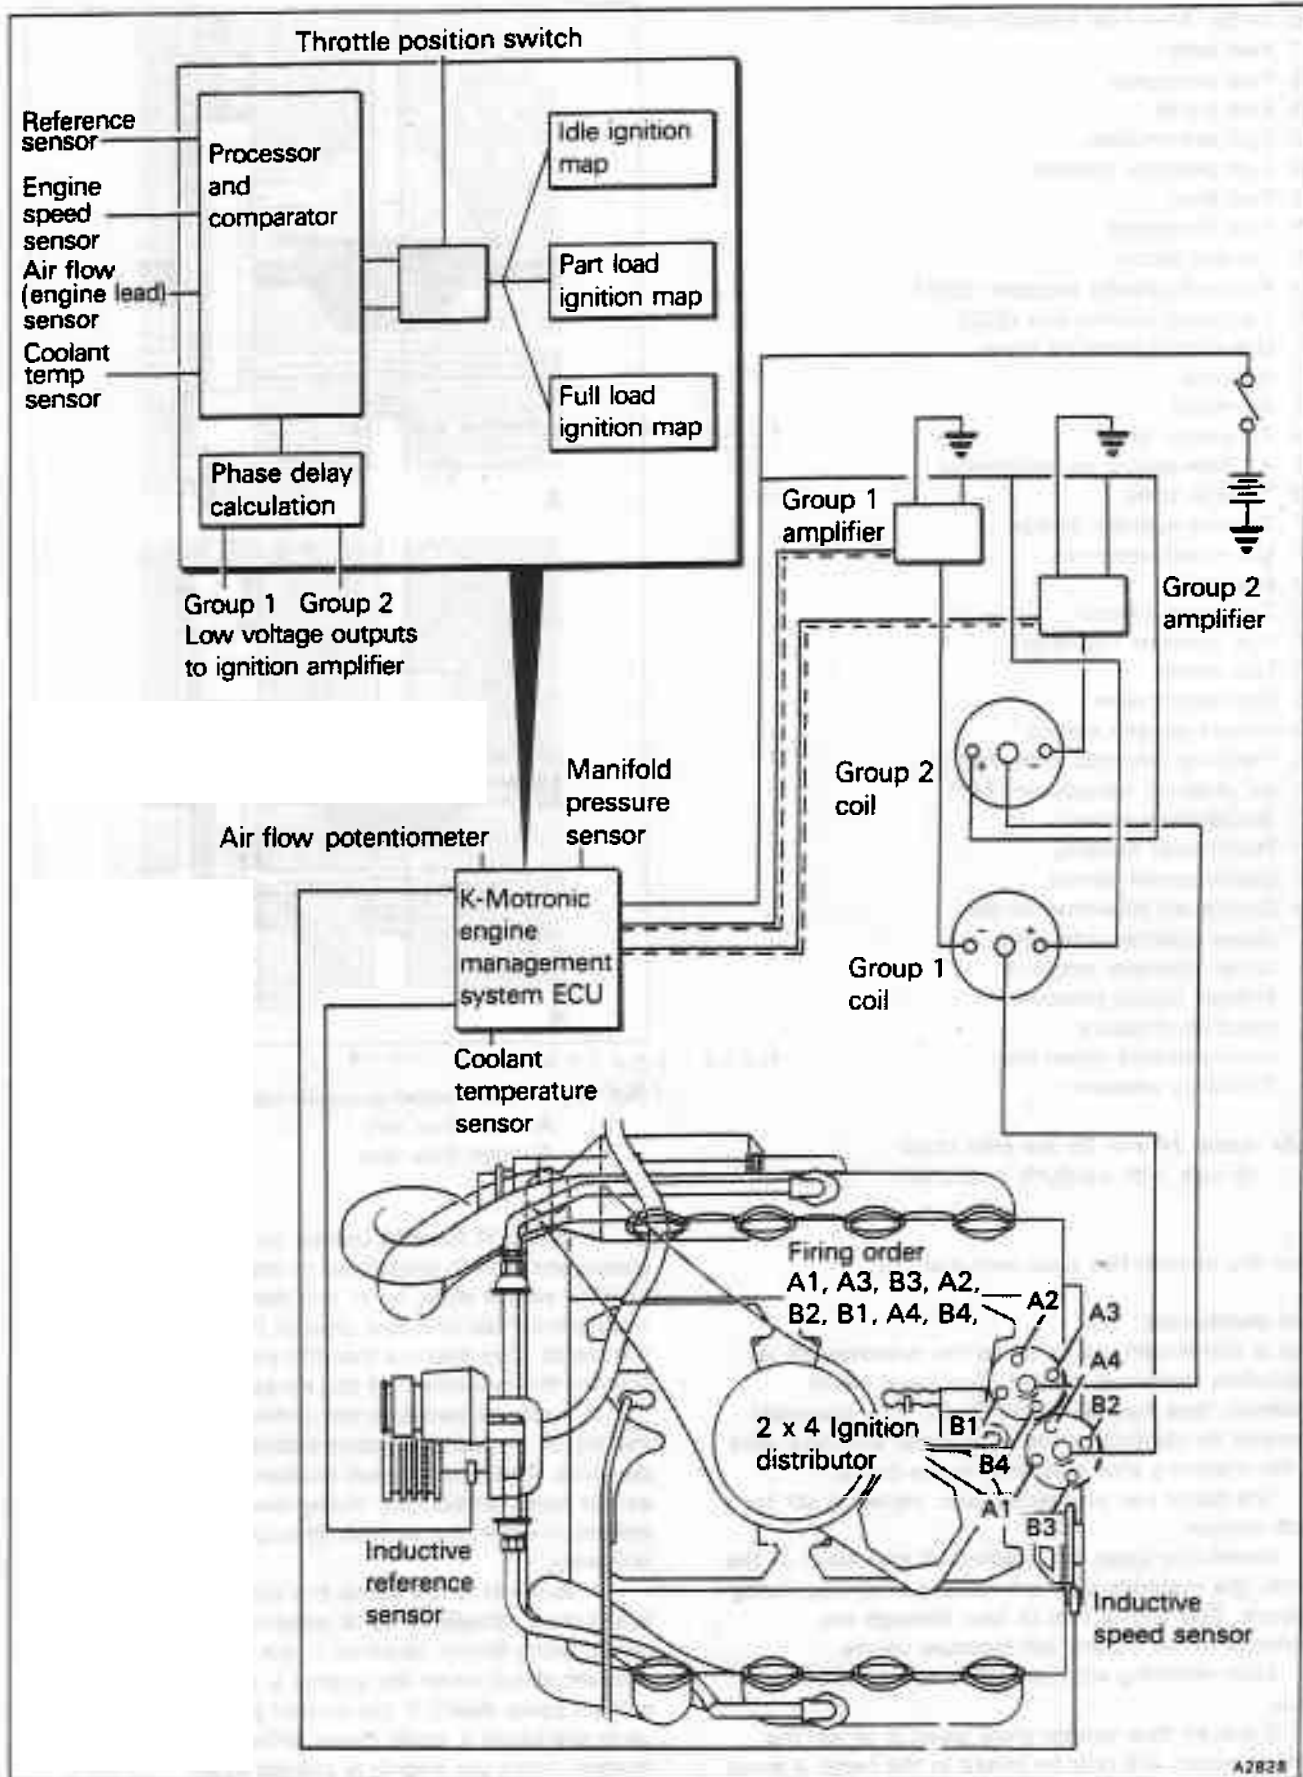 Throttle position switch
Reference
sensor
Engine
speed
sensor
Air flow
(engine lead)
sensor
Coolant
temp
sensor
Processor
and
comparator
Idle ignition
map
Part load
ignition map
Full load
ignition map
Phase delay
calculation
Group 1 Group 2
Low voltage outputs
to ignition amplifier
Group 1
amplifier
Group 2
amplifier
Group 2
coil
+ -
Group 1
coil
- +
Manifold
pressure
sensor
Air flow potentiometer
K-Motronic
engine
management
system ECU
Coolant
temperature
sensor
Firing order
A1, A3, B3, A2,
B2, B1, A4, B4,
A2
A3
A4
B2
B1
B4
A1
B3
2 x 4 Ignition
distributor
Inductive
reference
sensor
Inductive
speed sensor
A2828